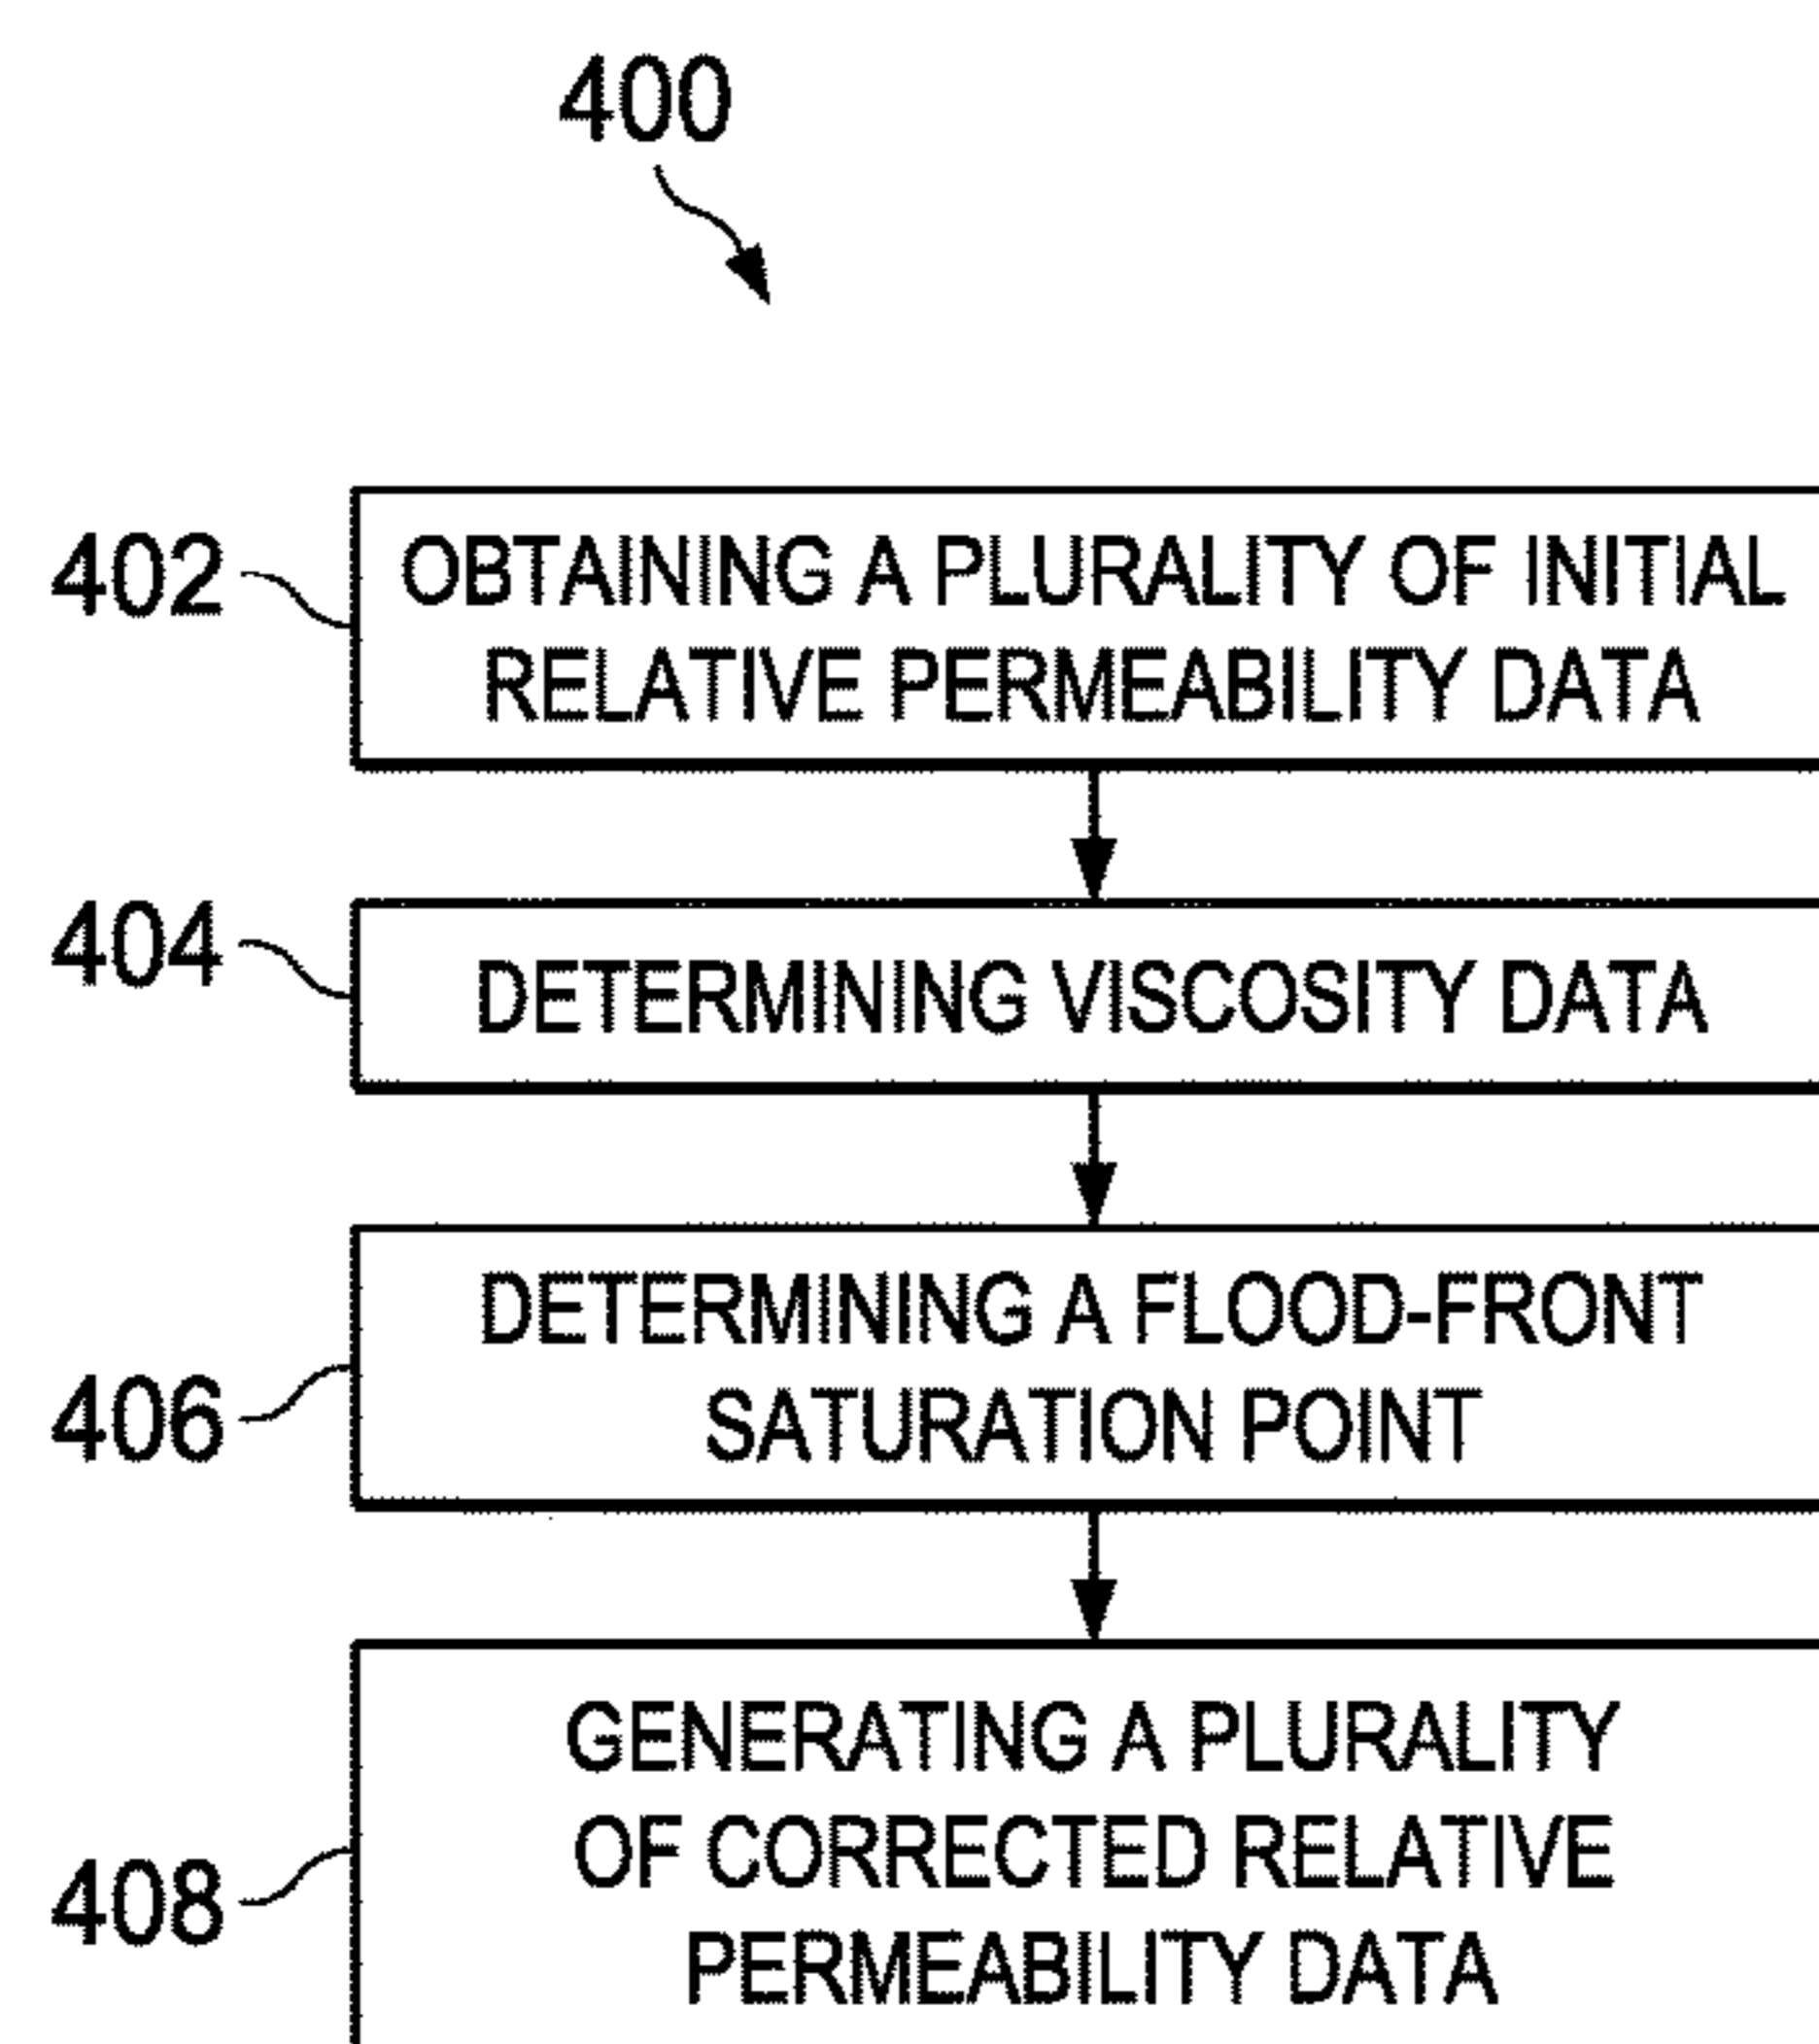 400
402
OBTAINING A PLURALITY OF INITIAL
RELATIVE PERMEABILITY DATA
404
DETERMINING VISCOSITY DATA
406
DETERMINING A FLOOD-FRONT
SATURATION POINT
408
GENERATING A PLURALITY
OF CORRECTED RELATIVE
PERMEABILITY DATA